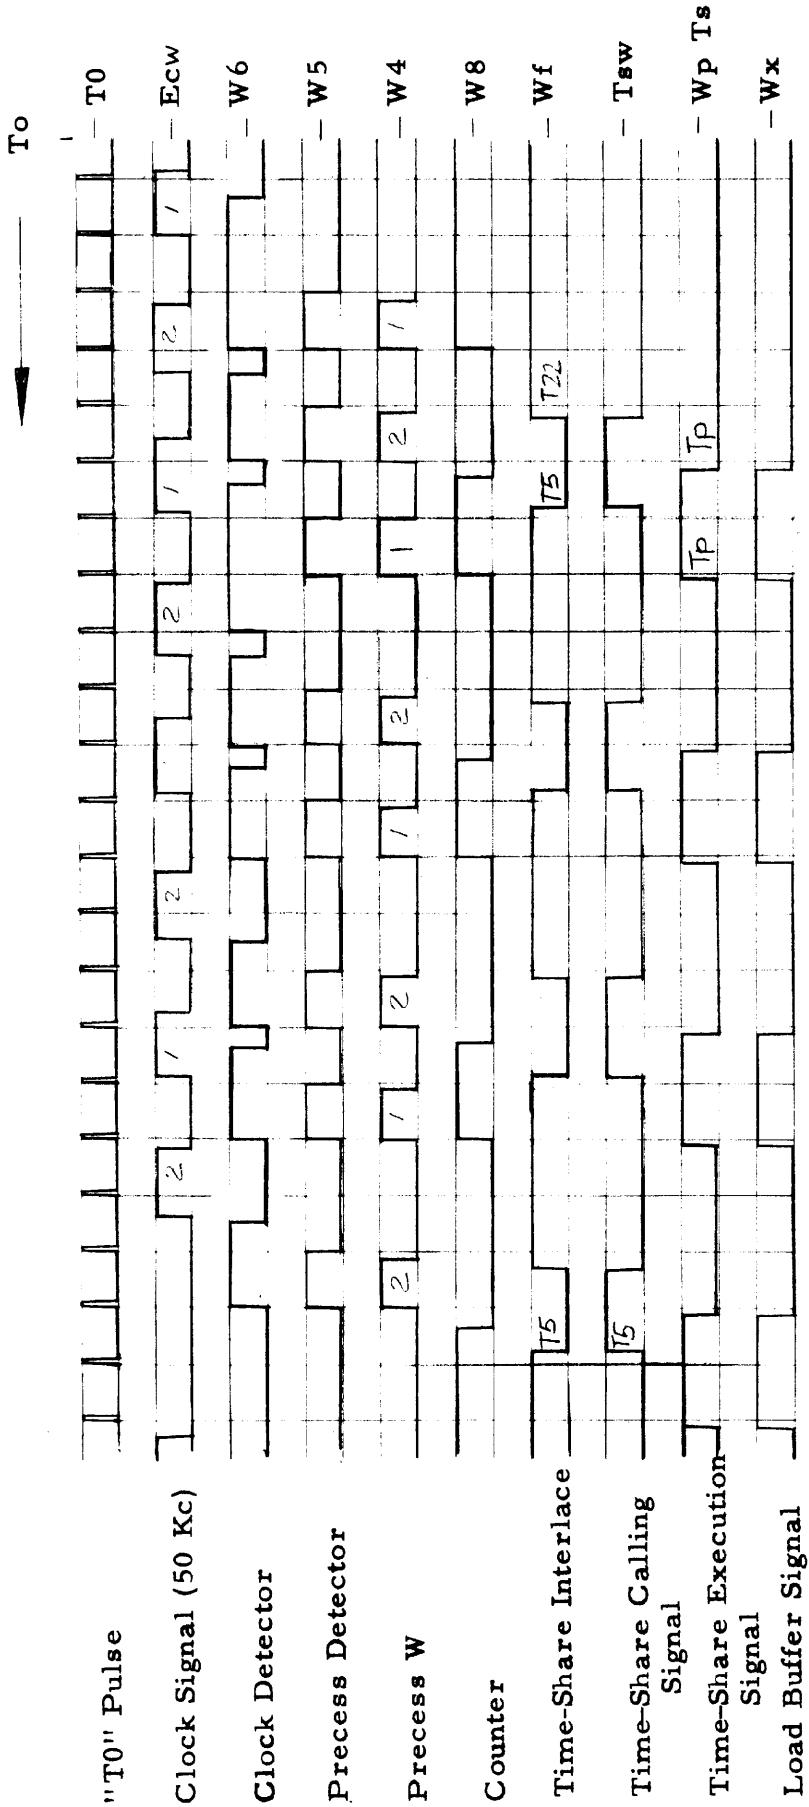 To
"T0" Pulse
T0
Clock Signal (50 Kc)
2 1 2 2 1 2 1
Ecw
Clock Detector
W6
Precess Detector
W5
Precess W
2 1 2 1 2 1 2 1
W4
Counter
W8
Time-Share Interlace
T5 T5 T22
Wf
Time-Share Calling
Signal
T5
Tsw
Time-Share Execution
Signal
Tp Tp
Wp Ts
Load Buffer Signal
Wx